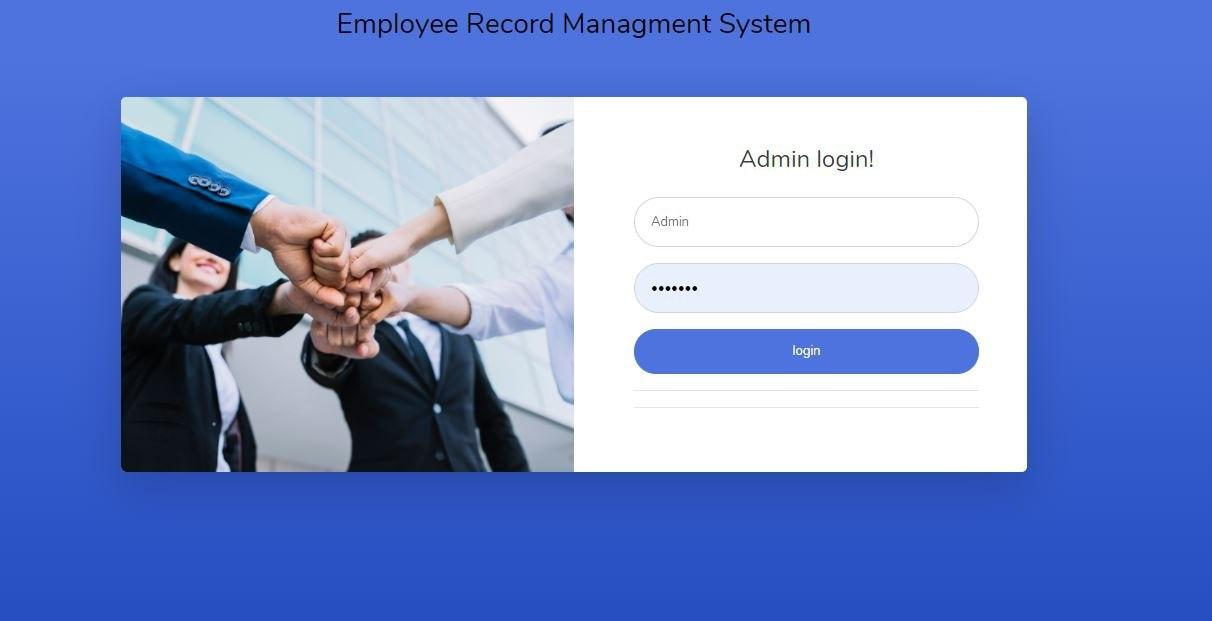 Employee Record Managment System
Admin login!
Admin
•••••••
login